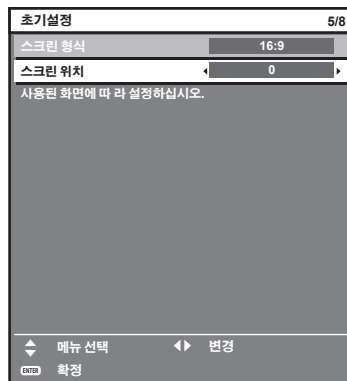 초기설정 5/8
스크린 형식 16:9
스크린 위치 0
사용된 화면에 따 라 설정하십시오.
메뉴 선택 변경
ENTER 확정